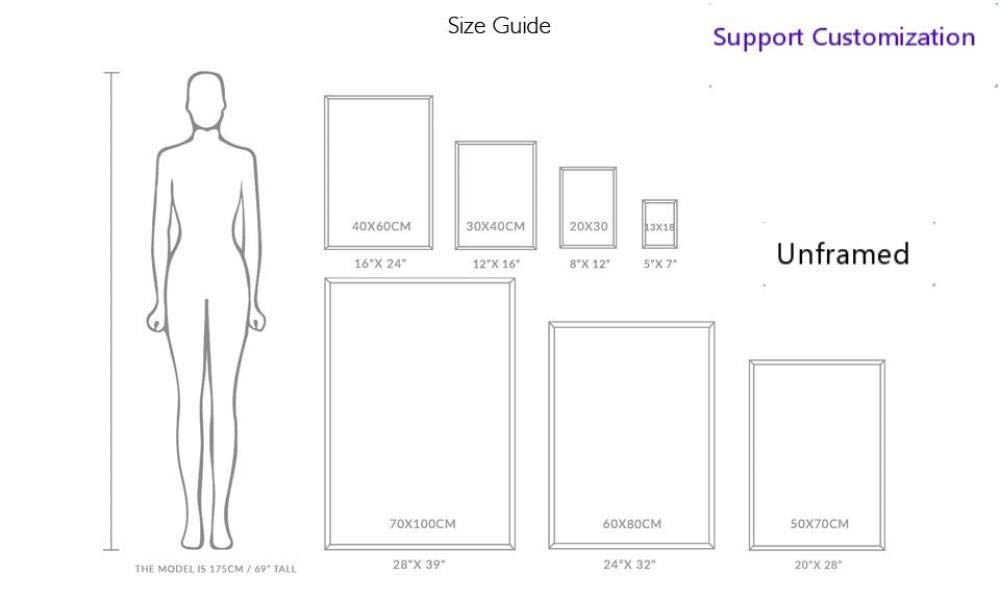 Size Guide
Support Customization
40X60CM
30X40CM
20X30
13X18
16"X 24"
12"X 16"
8"X 12"
5"X 7"
Unframed
70X100CM
60X80CM
50X70CM
28"X 39"
24"X 32"
20"X 28"
THE MODEL IS 175CM / 69" TALL